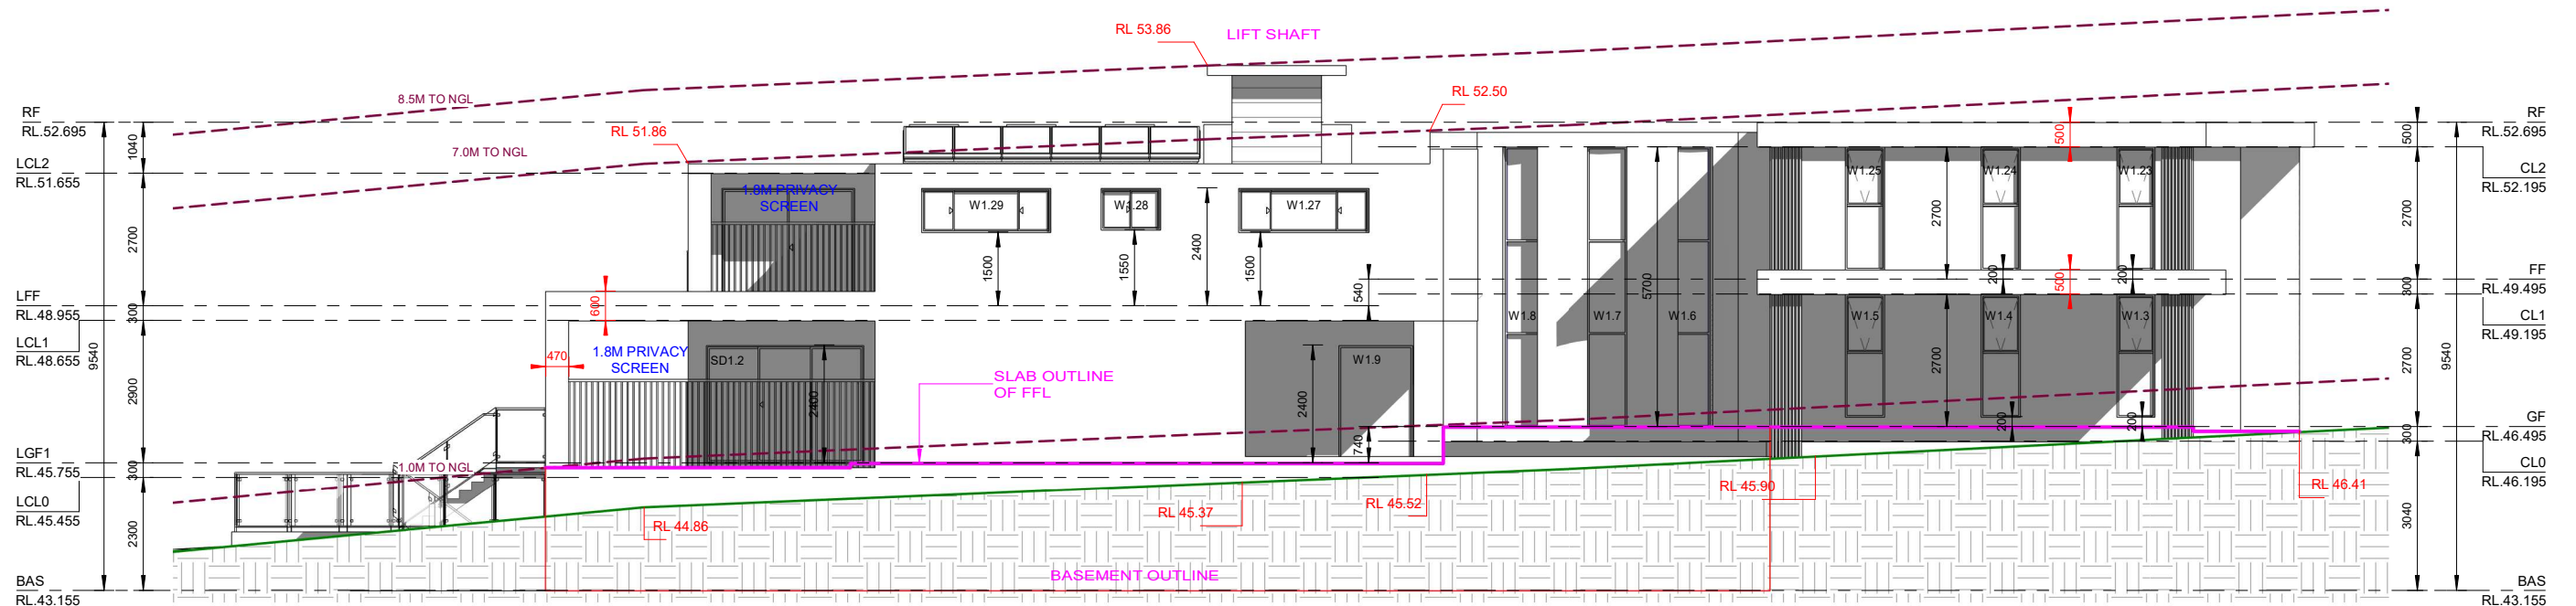 RL 53.86
LIFT SHAFT
8.5M TO NGL
RL 52.50
RF
RL.52.695
RL 51.86
7.0M TO NGL
LCL2
RL.51.655
1040
2700
300
2900
300
2300
9540
LFF
RL.48.955
LCL1
RL.48.655
LGF1
RL.45.755
LCL0
RL.45.455
BAS
RL.43.155
1.8M PRIVACY
SCREEN
W1.29
W1.28
W1.27
1500
1550
2400
1500
540
600
470
1.8M PRIVACY
SCREEN
SD1.2
2400
SLAB OUTLINE
OF FFL
2400
W1.9
740
1.0M TO NGL
W1.8
W1.7
5700
W1.6
W1.25
W1.24
W1.23
500
2700
200
500
200
W1.5
W1.4
W1.3
2700
200
200
RL 44.86
RL 45.37
RL 45.52
RL 45.90
RL 46.41
BASEMENT OUTLINE
500
2700
300
2700
300
3040
9540
RF
RL.52.695
CL2
RL.52.195
FF
RL.49.495
CL1
RL.49.195
GF
RL.46.495
CL0
RL.46.195
BAS
RL.43.155